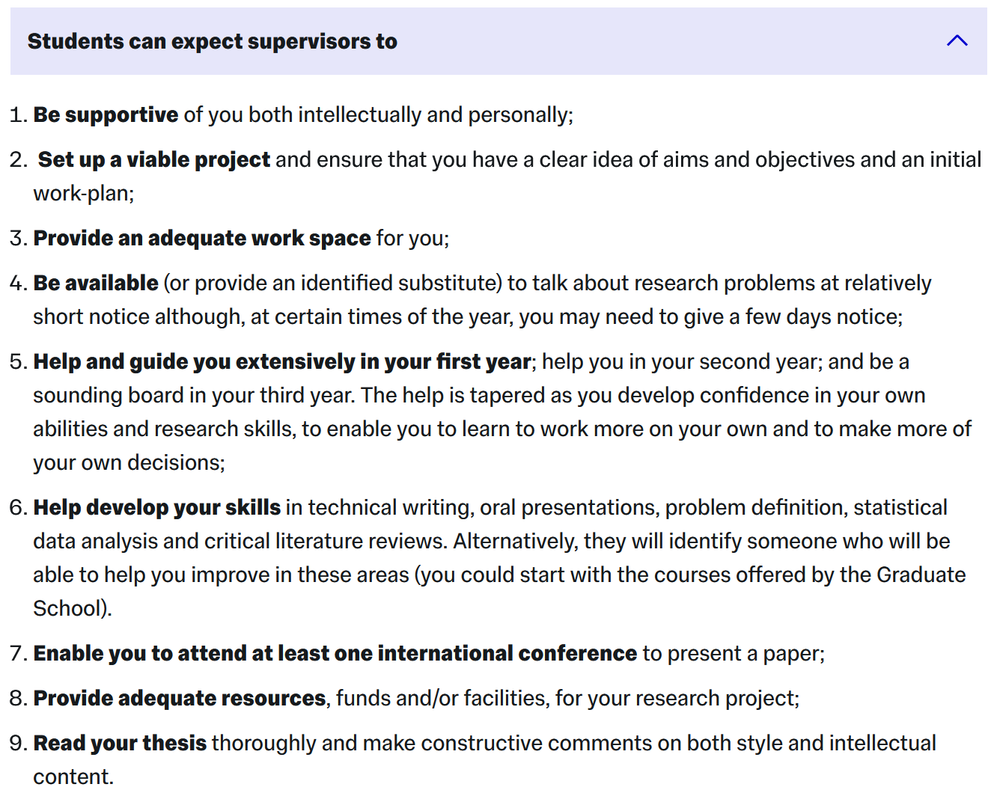 Students can expect supervisors to
1. Be supportive of you both intellectually and personally;
2. Set up a viable project and ensure that you have a clear idea of aims and objectives and an initial
work-plan;
3. Provide an adequate work space for you;
4. Be available (or provide an identified substitute) to talk about research problems at relatively
short notice although, at certain times of the year, you may need to give a few days notice;
5. Help and guide you extensively in your first year; help you in your second year; and be a
sounding board in your third year. The help is tapered as you develop confidence in your own
abilities and research skills, to enable you to learn to work more on your own and to make more of
your own decisions;
6. Help develop your skills in technical writing, oral presentations, problem definition, statistical
data analysis and critical literature reviews. Alternatively, they will identify someone who will be
able to help you improve in these areas (you could start with the courses offered by the Graduate
School).
7. Enable you to attend at least one international conference to present a paper;
8. Provide adequate resources, funds and/or facilities, for your research project;
9. Read your thesis thoroughly and make constructive comments on both style and intellectual
content.